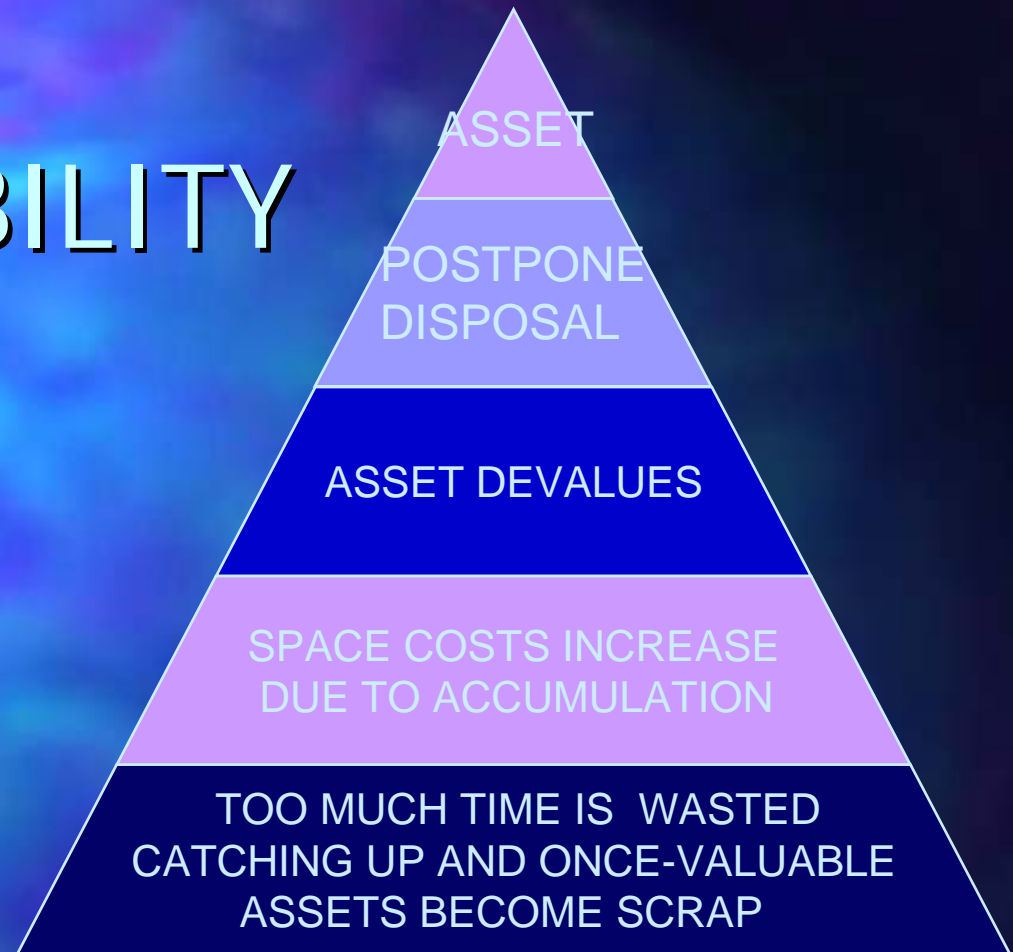 ASSET
BILITY
POSTPONE
DISPOSAL
ASSET DEVALUES
SPACE COSTS INCREASE
DUE TO ACCUMULATION
TOO MUCH TIME IS WASTED
CATCHING UP AND ONCE-VALUABLE
ASSETS BECOME SCRAP